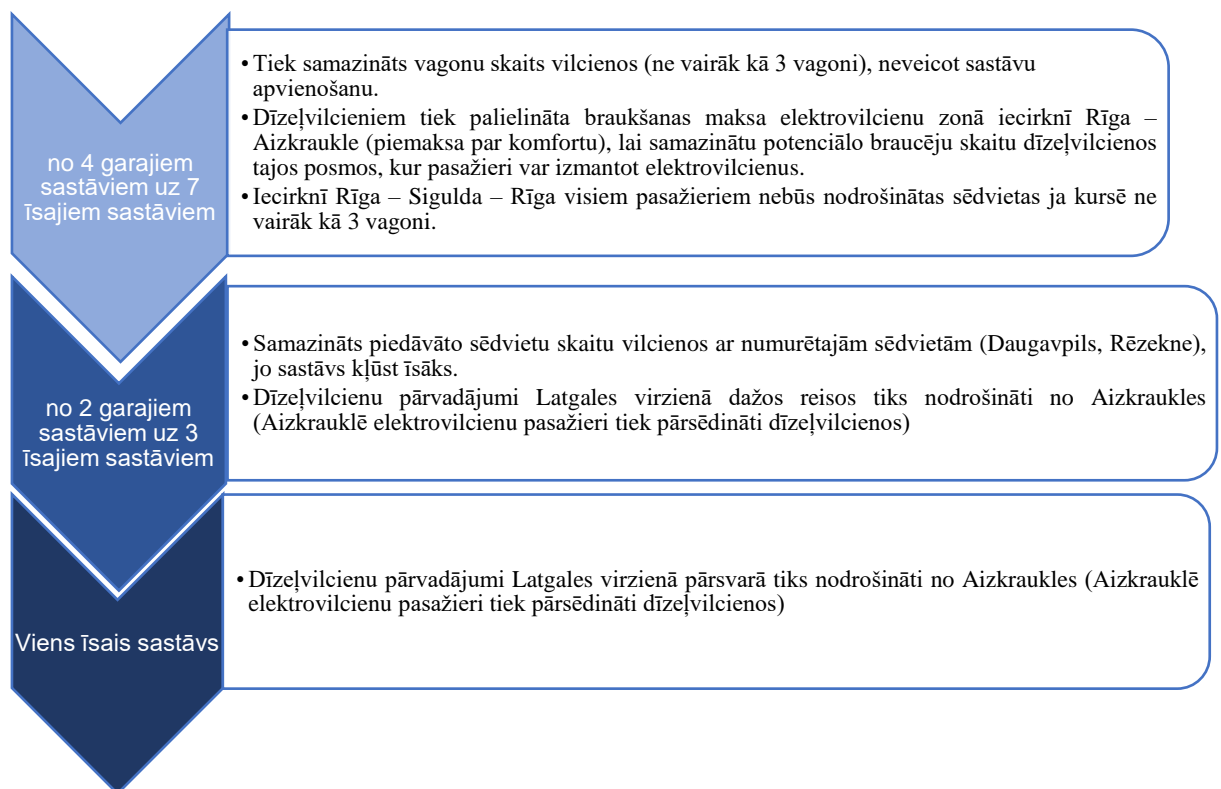 no 4 garajiem
sastāviem uz 7
īsajiem sastāviem
•Tiek samazināts vagonu skaits vilcienos (ne vairāk kā 3 vagoni), neveicot sastāvu
apvienošanu.
•Dīzeļvilcieniem tiek palielināta braukšanas maksa elektrovilcienu zonā iecirknī Rīga –
Aizkraukle (piemaksa par komfortu), lai samazinātu potenciālo braucēju skaitu dīzeļvilcienos
tajos posmos, kur pasažieri var izmantot elektrovilcienus.
•Iecirknī Rīga – Sigulda – Rīga visiem pasažieriem nebūs nodrošinātas sēdvietas ja kursē ne
vairāk kā 3 vagoni.
no 2 garajiem
sastāviem uz 3
īsajiem sastāviem
•Samazināts piedāvāto sēdvietu skaitu vilcienos ar numurētajām sēdvietām (Daugavpils, Rēzekne),
jo sastāvs kļūst īsāks.
•Dīzeļvilcienu pārvadājumi Latgales virzienā dažos reisos tiks nodrošināti no Aizkraukles
(Aizkrauklē elektrovilcienu pasažieri tiek pārsēdināti dīzeļvilcienos)
Viens īsais sastāvs
•Dīzeļvilcienu pārvadājumi Latgales virzienā pārsvarā tiks nodrošināti no Aizkraukles (Aizkrauklē
elektrovilcienu pasažieri tiek pārsēdināti dīzeļvilcienos)